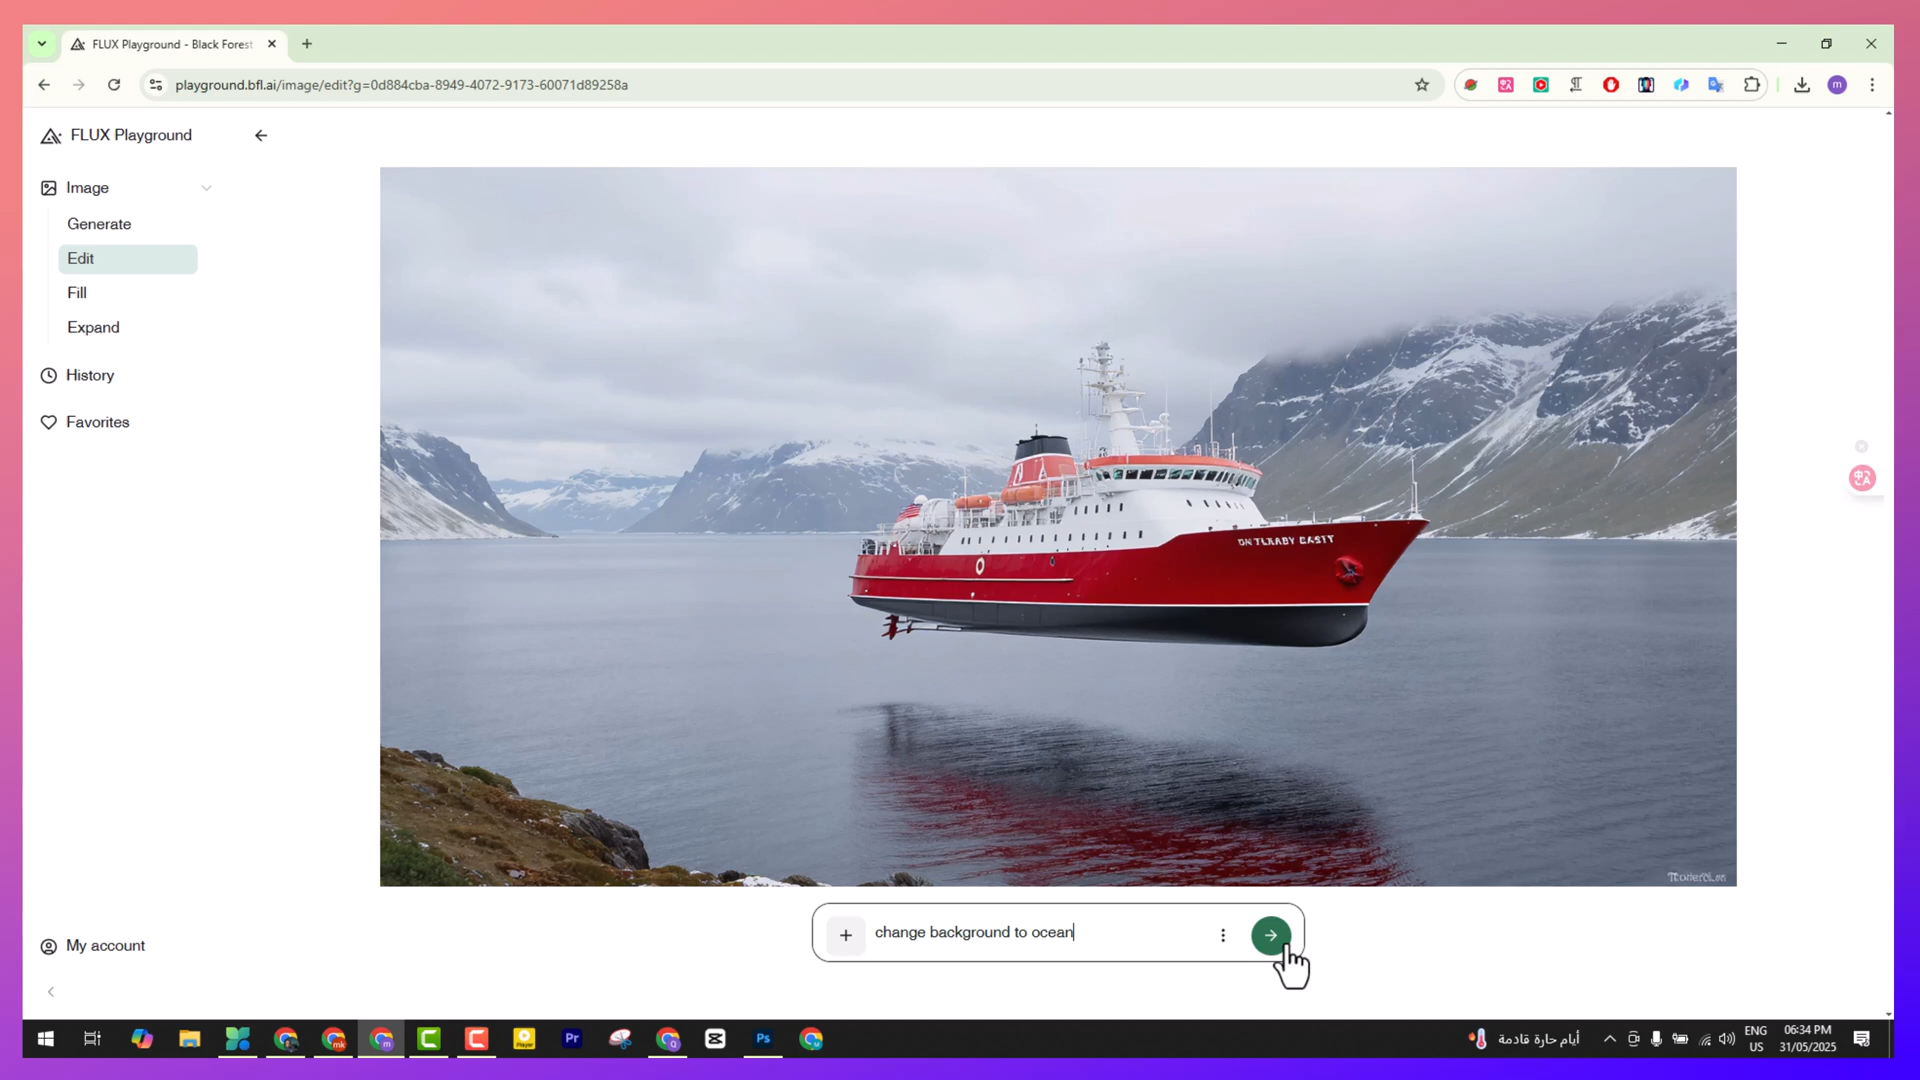 FLUX Playground - Black Forest
playground.bfl.ai/image/edit?g=0d884cba-8949-4072-9173-60071d89258a
FLUX Playground
Image
Generate
Edit
Fill
Expand
History
Favorites
My account
change background to ocean
أيام حارة قادمة
ENG
US
06:34 PM
31/05/2025